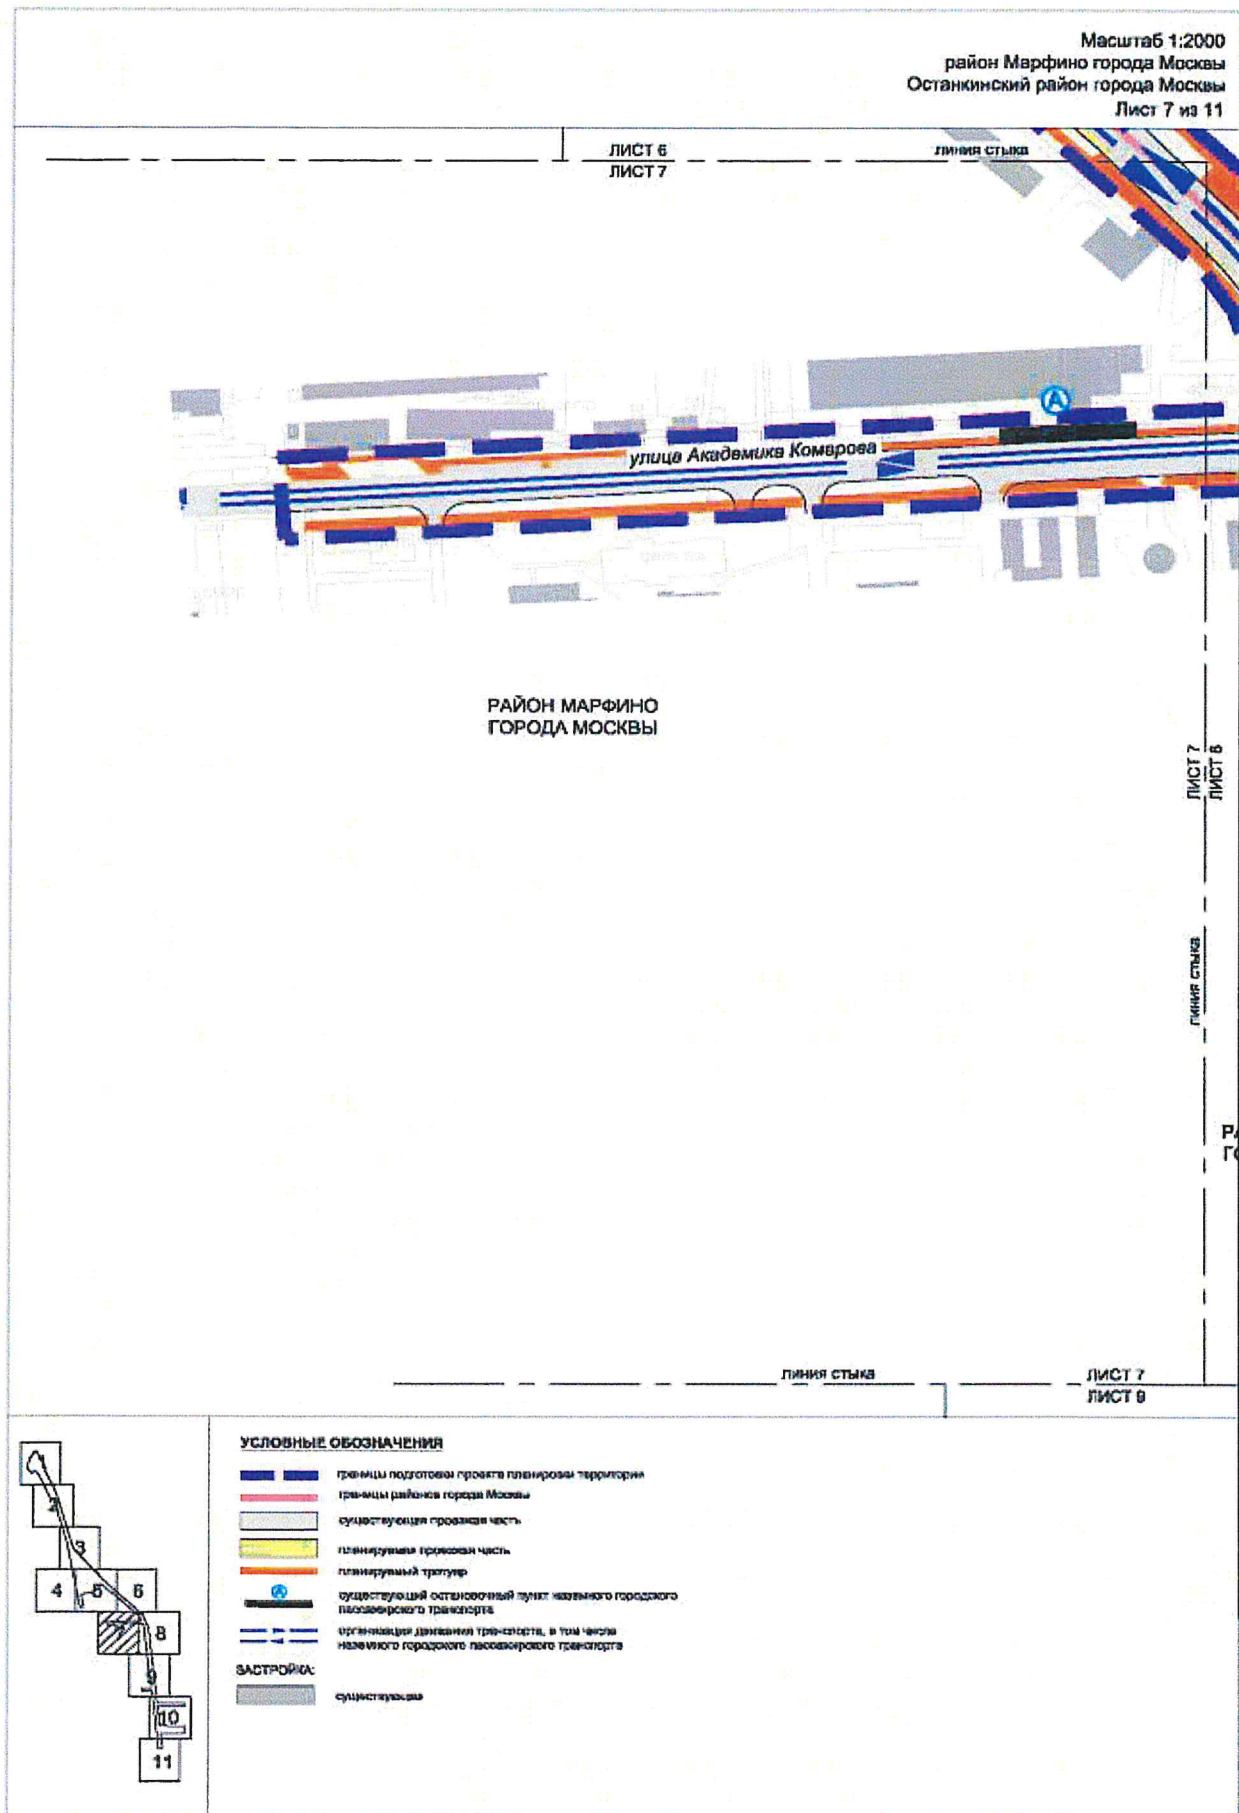 Масштаб 1:2000
район Марфино города Москвы
Останкинский район города Москвы
Лист 7 из 11
ЛИСТ 6
линия стыка
ЛИСТ 7
А
улица Академика Комарова
РАЙОН МАРФИНО
ГОРОДА МОСКВЫ
ЛИСТ 7
ЛИСТ 8
линия стыка
линия стыка
ЛИСТ 7
ЛИСТ 9
1
2
3
4
5
6
7
8
9
10
11
УСЛОВНЫЕ ОБОЗНАЧЕНИЯ
границы подготовки проекта планировки территории
границы районов города Москвы
существующая проезжая часть
планируемая проезжая часть
планируемый тротуар
А
существующий остановочный пункт наземного городского
пассажирского транспорта
организация движения транспорта, в том числе
наземного городского пассажирского транспорта
ЗАСТРОЙКА:
существующая